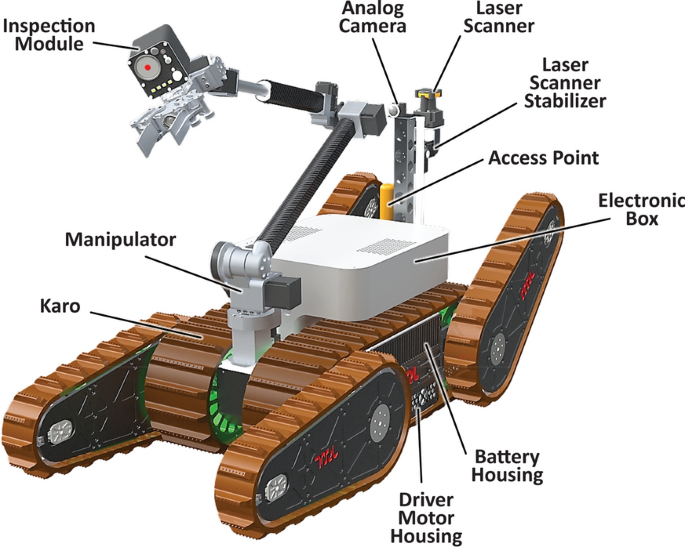 Inspection
Module
Analog
Camera
Laser
Scanner
Laser
Scanner
Stabilizer
Access Point
Electronic
Box
Manipulator
Karo
Battery
Housing
Driver
Motor
Housing